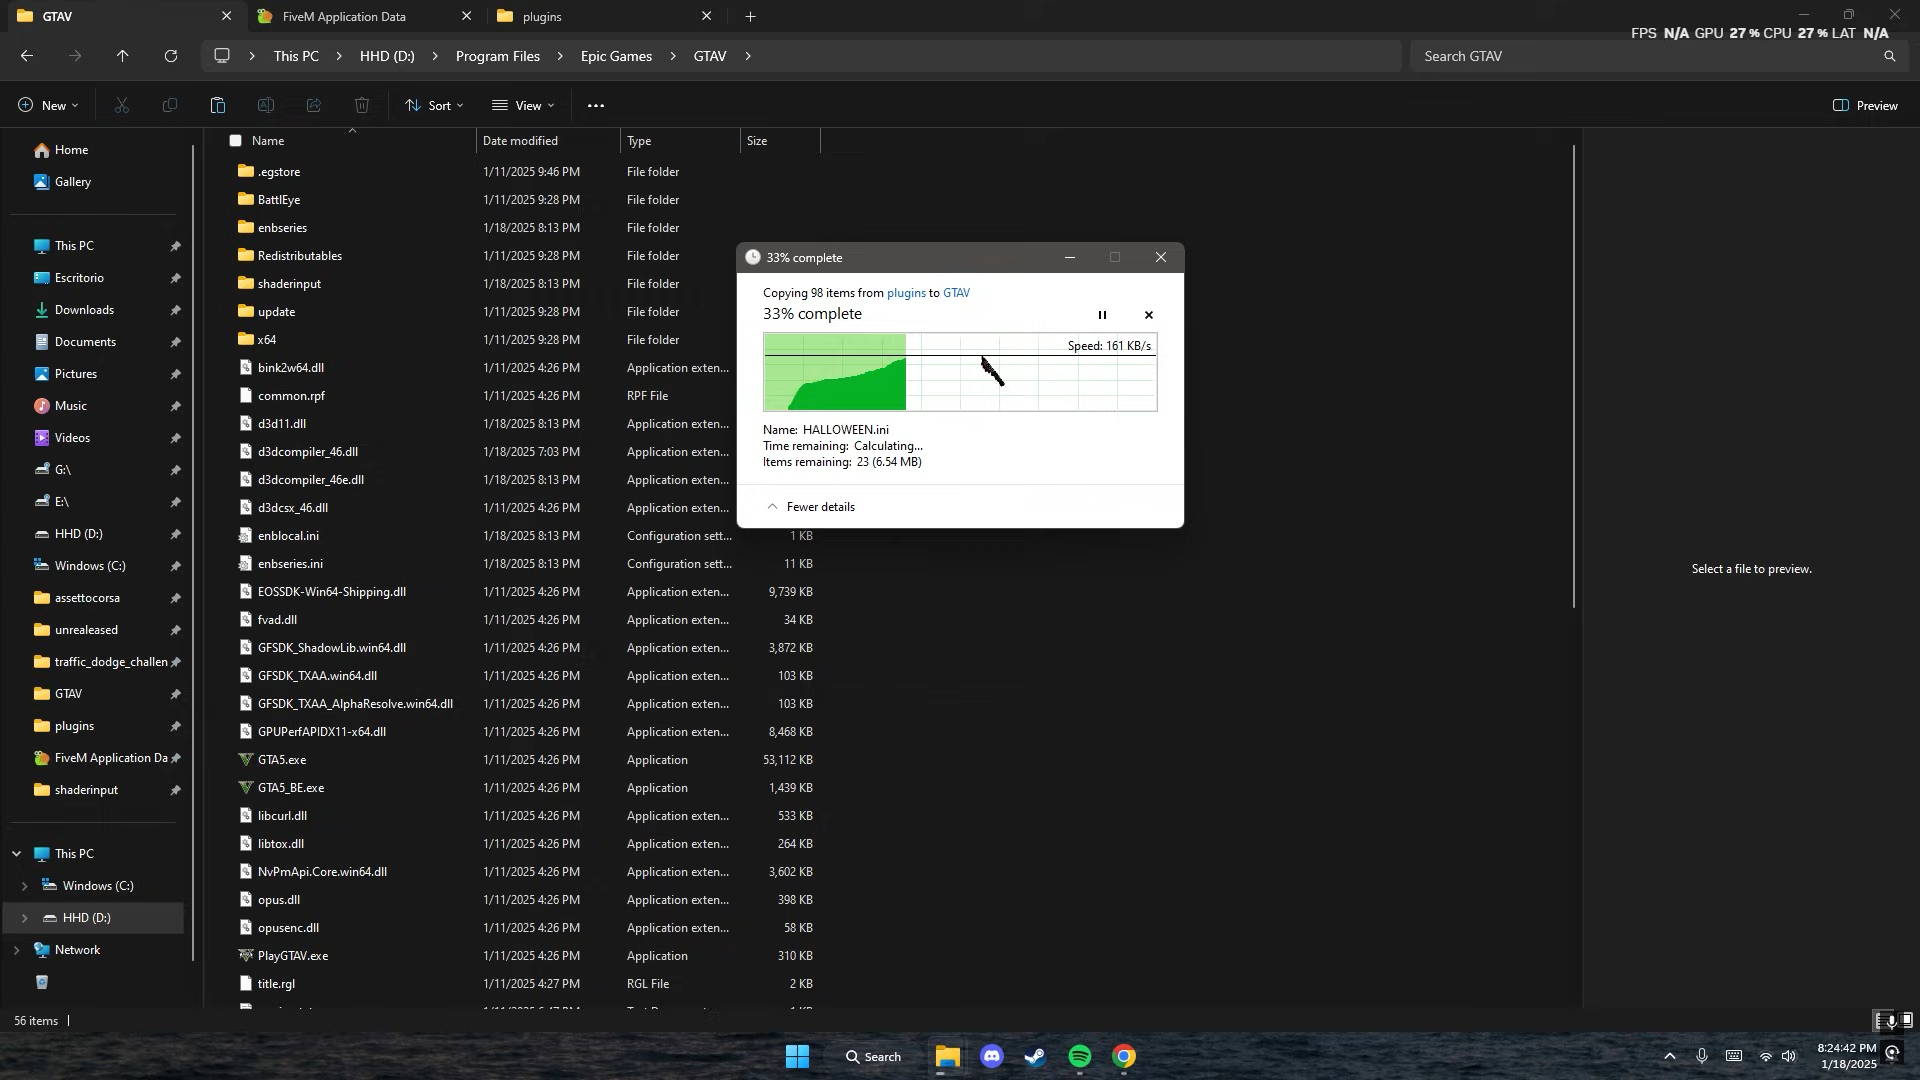 GTAV
FiveM Application Data
plugins
FPS N/A GPU 27 % CPU 27 % LAT N/A
This PC
HHD (D:)
Program Files
Epic Games
GTAV
Search GTAV
New
Sort
View
Preview
Name
Date modified
Type
Size
Home
Gallery
This PC
Escritorio
Downloads
Documents
Pictures
Music
Videos
G:\
E:\
HHD (D:)
Windows (C:)
assettocorsa
unrealeased
traffic_dodge_challen
GTAV
plugins
FiveM Application Da
shaderinput
This PC
Windows (C:)
HHD (D:)
Network
.egstore 1/11/2025 9:46 PM File folder
BattlEye 1/11/2025 9:28 PM File folder
enbseries 1/18/2025 8:13 PM File folder
Redistributables 1/11/2025 9:28 PM File folder
shaderinput 1/18/2025 8:13 PM File folder
update 1/11/2025 9:28 PM File folder
x64 1/11/2025 9:28 PM File folder
bink2w64.dll 1/11/2025 4:26 PM Application exten...
common.rpf 1/11/2025 4:26 PM RPF File
d3d11.dll 1/18/2025 8:13 PM Application exten...
d3dcompiler_46.dll 1/18/2025 7:03 PM Application exten...
d3dcompiler_46e.dll 1/18/2025 8:13 PM Application exten...
d3dcsx_46.dll 1/11/2025 4:26 PM Application exten...
enblocal.ini 1/18/2025 8:13 PM Configuration sett... 1 KB
enbseries.ini 1/18/2025 8:13 PM Configuration sett... 11 KB
EOSSDK-Win64-Shipping.dll 1/11/2025 4:26 PM Application exten... 9,739 KB
fvad.dll 1/11/2025 4:26 PM Application exten... 34 KB
GFSDK_ShadowLib.win64.dll 1/11/2025 4:26 PM Application exten... 3,872 KB
GFSDK_TXAA.win64.dll 1/11/2025 4:26 PM Application exten... 103 KB
GFSDK_TXAA_AlphaResolve.win64.dll 1/11/2025 4:26 PM Application exten... 103 KB
GPUPerfAPIDX11-x64.dll 1/11/2025 4:26 PM Application exten... 8,468 KB
GTA5.exe 1/11/2025 4:26 PM Application 53,112 KB
GTA5_BE.exe 1/11/2025 4:26 PM Application 1,439 KB
libcurl.dll 1/11/2025 4:26 PM Application exten... 533 KB
libtox.dll 1/11/2025 4:26 PM Application exten... 264 KB
NvPmApi.Core.win64.dll 1/11/2025 4:26 PM Application exten... 3,602 KB
opus.dll 1/11/2025 4:26 PM Application exten... 398 KB
opusenc.dll 1/11/2025 4:26 PM Application exten... 58 KB
PlayGTAV.exe 1/11/2025 4:26 PM Application 310 KB
title.rgl 1/11/2025 4:27 PM RGL File 2 KB
33% complete
Copying 98 items from plugins to GTAV
33% complete
Speed: 161 KB/s
Name: HALLOWEEN.ini
Time remaining: Calculating...
Items remaining: 23 (6.54 MB)
Fewer details
Select a file to preview.
56 items
Search
8:24:42 PM
1/18/2025